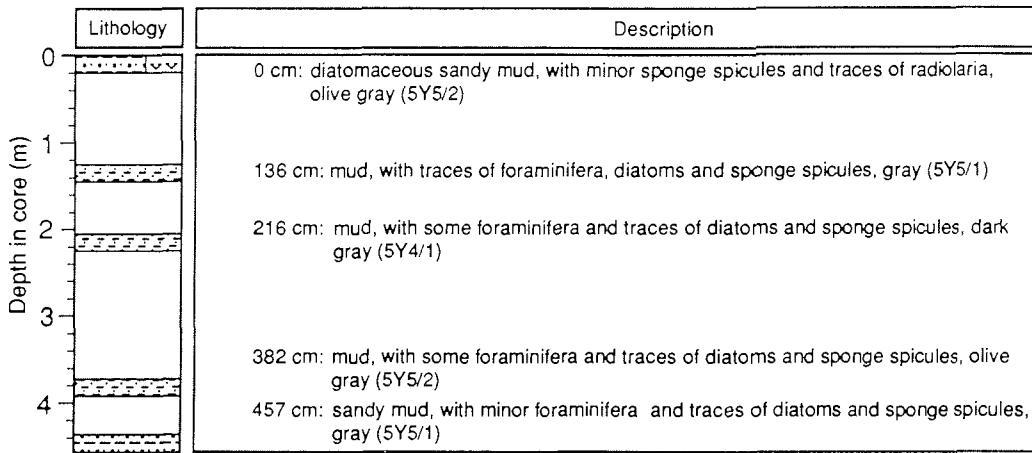 Lithology
Description
Depth in core (m)
0
1
2
3
4
0 cm: diatomaceous sandy mud, with minor sponge spicules and traces of radiolaria,
olive gray (5Y5/2)
136 cm: mud, with traces of foraminifera, diatoms and sponge spicules, gray (5Y5/1)
216 cm: mud, with some foraminifera and traces of diatoms and sponge spicules, dark
gray (5Y4/1)
382 cm: mud, with some foraminifera and traces of diatoms and sponge spicules, olive
gray (5Y5/2)
457 cm: sandy mud, with minor foraminifera and traces of diatoms and sponge spicules,
gray (5Y5/1)